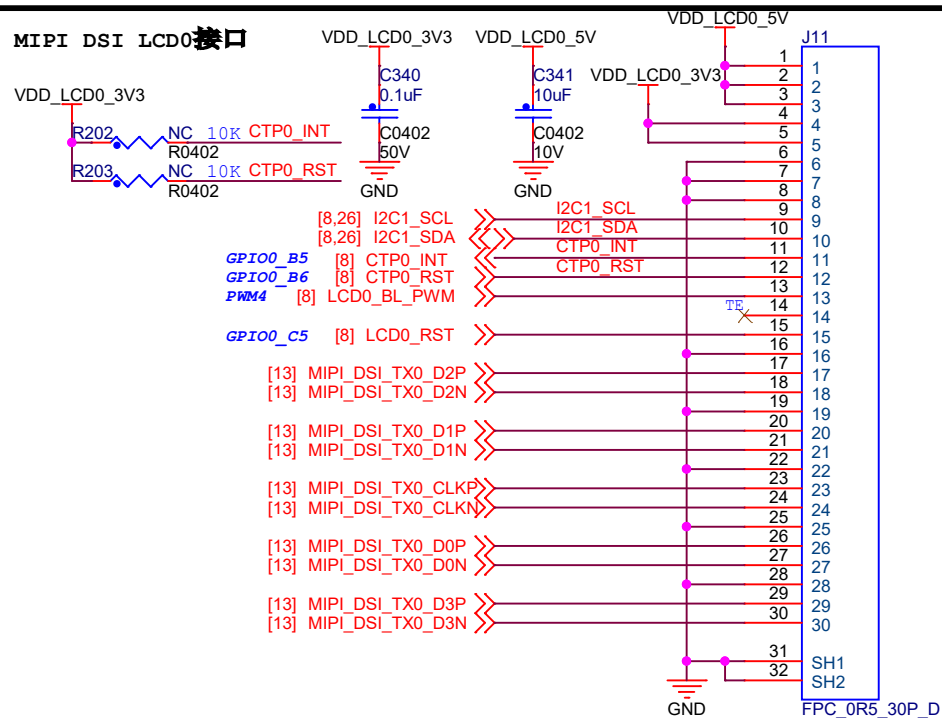 VDD_LCD0_5V
MIPI DSI LCD0接口
VDD_LCD0_3V3
VDD_LCD0_5V
J11
C340
0.1uF
C0402
50V
GND
C341
10uF
C0402
10V
GND
VDD_LCD0_3V3
VDD_LCD0_3V3
R202 NC 10K CTP0_INT
R0402
R203 NC 10K CTP0_RST
R0402
1 1
2 2
3 3
4 4
5 5
6 6
7 7
8 8
[8,26] I2C1_SCL I2C1_SCL 9 9
[8,26] I2C1_SDA I2C1_SDA 10 10
GPIO0_B5 [8] CTP0_INT CTP0_INT 11 11
GPIO0_B6 [8] CTP0_RST CTP0_RST 12 12
PWM4 [8] LCD0_BL_PWM 13 13
TE 14 14
GPIO0_C5 [8] LCD0_RST 15 15
16 16
[13] MIPI_DSI_TX0_D2P 17 17
[13] MIPI_DSI_TX0_D2N 18 18
19 19
[13] MIPI_DSI_TX0_D1P 20 20
[13] MIPI_DSI_TX0_D1N 21 21
22 22
[13] MIPI_DSI_TX0_CLKP 23 23
[13] MIPI_DSI_TX0_CLKN 24 24
25 25
[13] MIPI_DSI_TX0_D0P 26 26
[13] MIPI_DSI_TX0_D0N 27 27
28 28
[13] MIPI_DSI_TX0_D3P 29 29
[13] MIPI_DSI_TX0_D3N 30 30
31 SH1
32 SH2
GND
FPC_0R5_30P_D